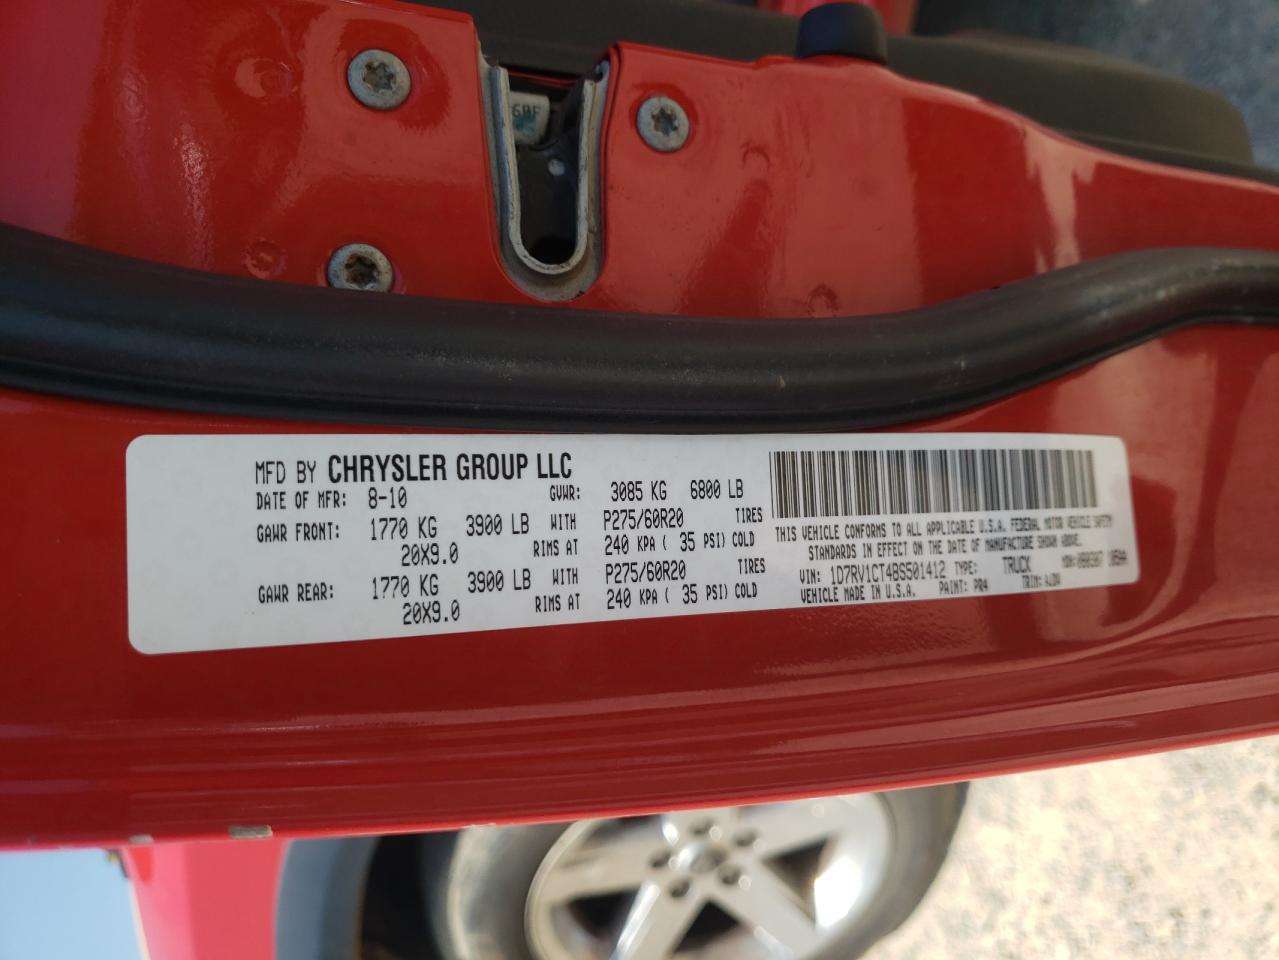 MFD BY CHRYSLER GROUP LLC
DATE OF MFR: 8-10 GVWR: 3085 KG 6800 LB
GAWR FRONT: 1770 KG 3900 LB WITH P275/60R20 TIRES
20X9.0 RIMS AT 240 KPA ( 35 PSI) COLD
GAWR REAR: 1770 KG 3900 LB WITH P275/60R20 TIRES
20X9.0 RIMS AT 240 KPA ( 35 PSI) COLD
THIS VEHICLE CONFORMS TO ALL APPLICABLE U.S.A. FEDERAL MOTOR VEHICLE SAFETY
STANDARDS IN EFFECT ON THE DATE OF MANUFACTURE SHOWN ABOVE.
VIN: 1D7RV1CT4BS501412 TYPE: TRUCK MDH:
VEHICLE MADE IN U.S.A. PAINT: PR4 TRIM: